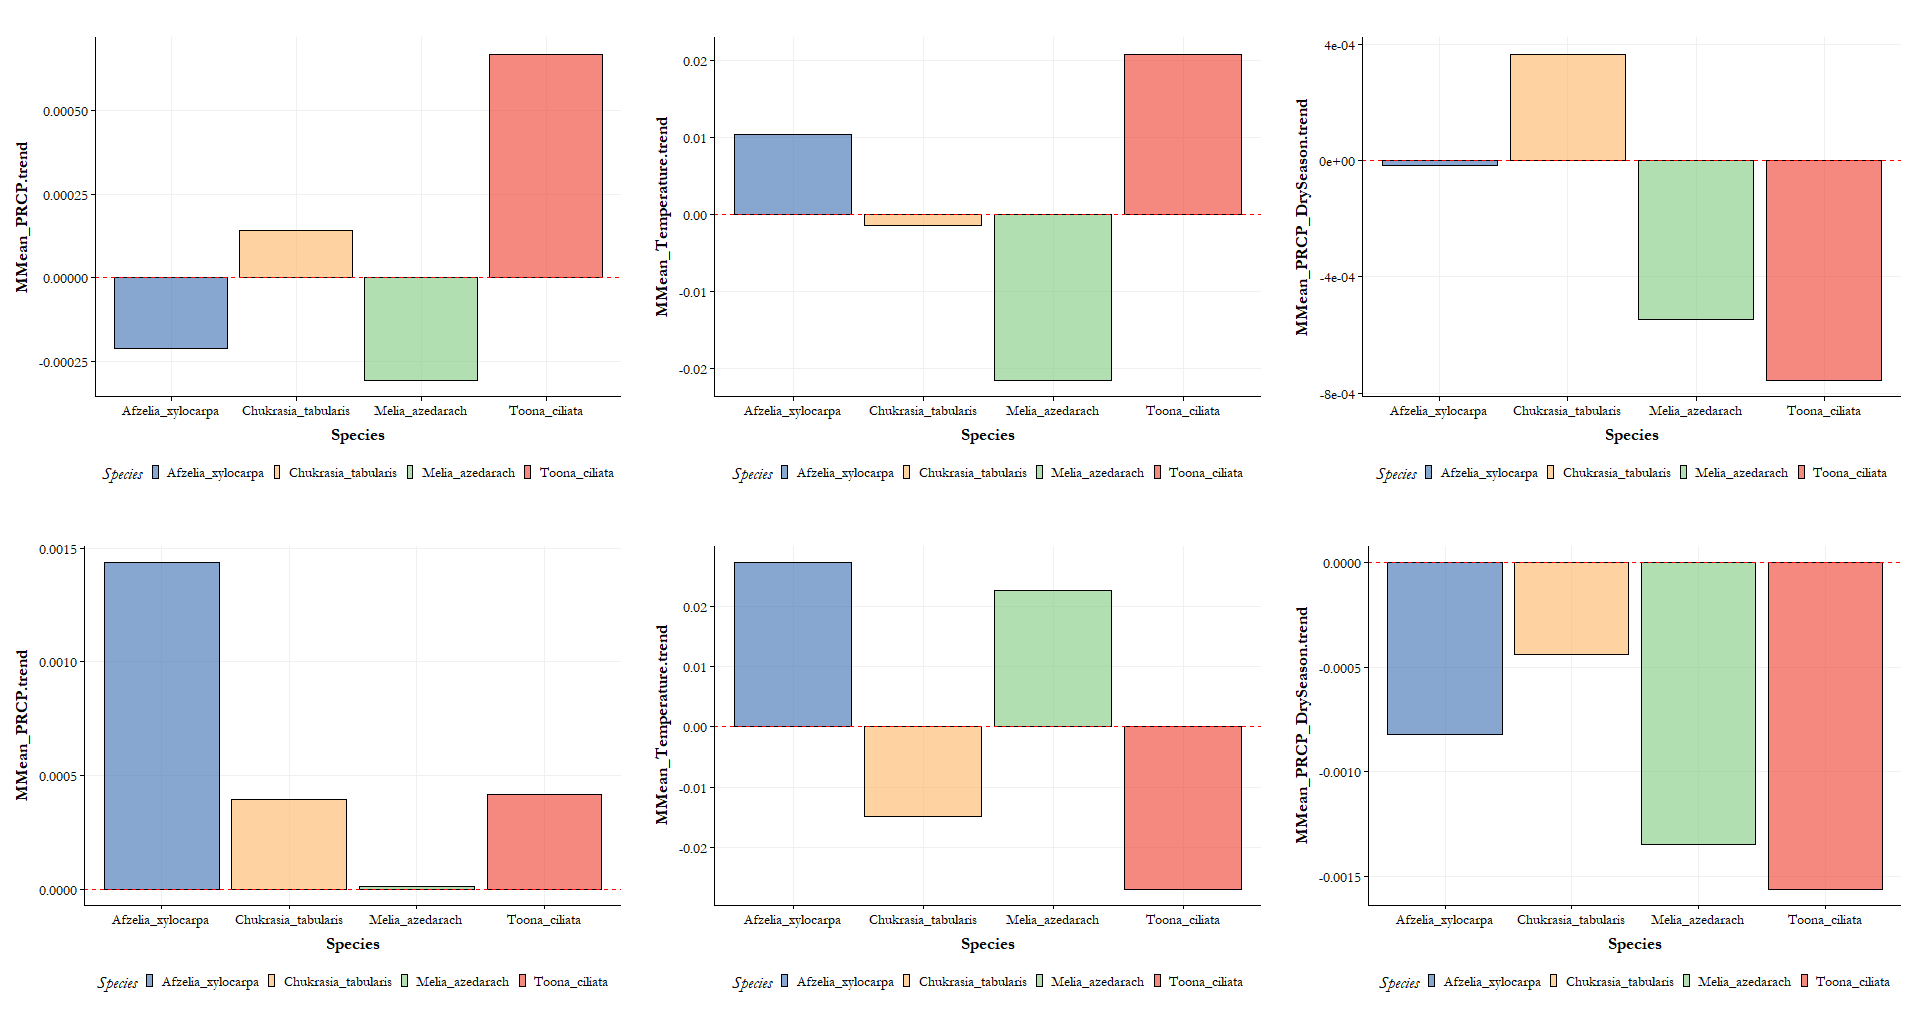 MMean_PRCP.trend
0.00050
0.00025
0.00000
-0.00025
Afzelia_xylocarpa Chukrasia_tabularis Melia_azedarach Toona_ciliata
Species
Species Afzelia_xylocarpa Chukrasia_tabularis Melia_azedarach Toona_ciliata
MMean_Temperature.trend
0.02
0.01
0.00
-0.01
-0.02
Afzelia_xylocarpa Chukrasia_tabularis Melia_azedarach Toona_ciliata
Species
Species Afzelia_xylocarpa Chukrasia_tabularis Melia_azedarach Toona_ciliata
MMean_PRCP_DrySeason.trend
4e-04
0e+00
-4e-04
-8e-04
Afzelia_xylocarpa Chukrasia_tabularis Melia_azedarach Toona_ciliata
Species
Species Afzelia_xylocarpa Chukrasia_tabularis Melia_azedarach Toona_ciliata
MMean_PRCP.trend
0.0015
0.0010
0.0005
0.0000
Afzelia_xylocarpa Chukrasia_tabularis Melia_azedarach Toona_ciliata
Species
Species Afzelia_xylocarpa Chukrasia_tabularis Melia_azedarach Toona_ciliata
MMean_Temperature.trend
0.02
0.01
0.00
-0.01
-0.02
Afzelia_xylocarpa Chukrasia_tabularis Melia_azedarach Toona_ciliata
Species
Species Afzelia_xylocarpa Chukrasia_tabularis Melia_azedarach Toona_ciliata
MMean_PRCP_DrySeason.trend
0.0000
-0.0005
-0.0010
-0.0015
Afzelia_xylocarpa Chukrasia_tabularis Melia_azedarach Toona_ciliata
Species
Species Afzelia_xylocarpa Chukrasia_tabularis Melia_azedarach Toona_ciliata